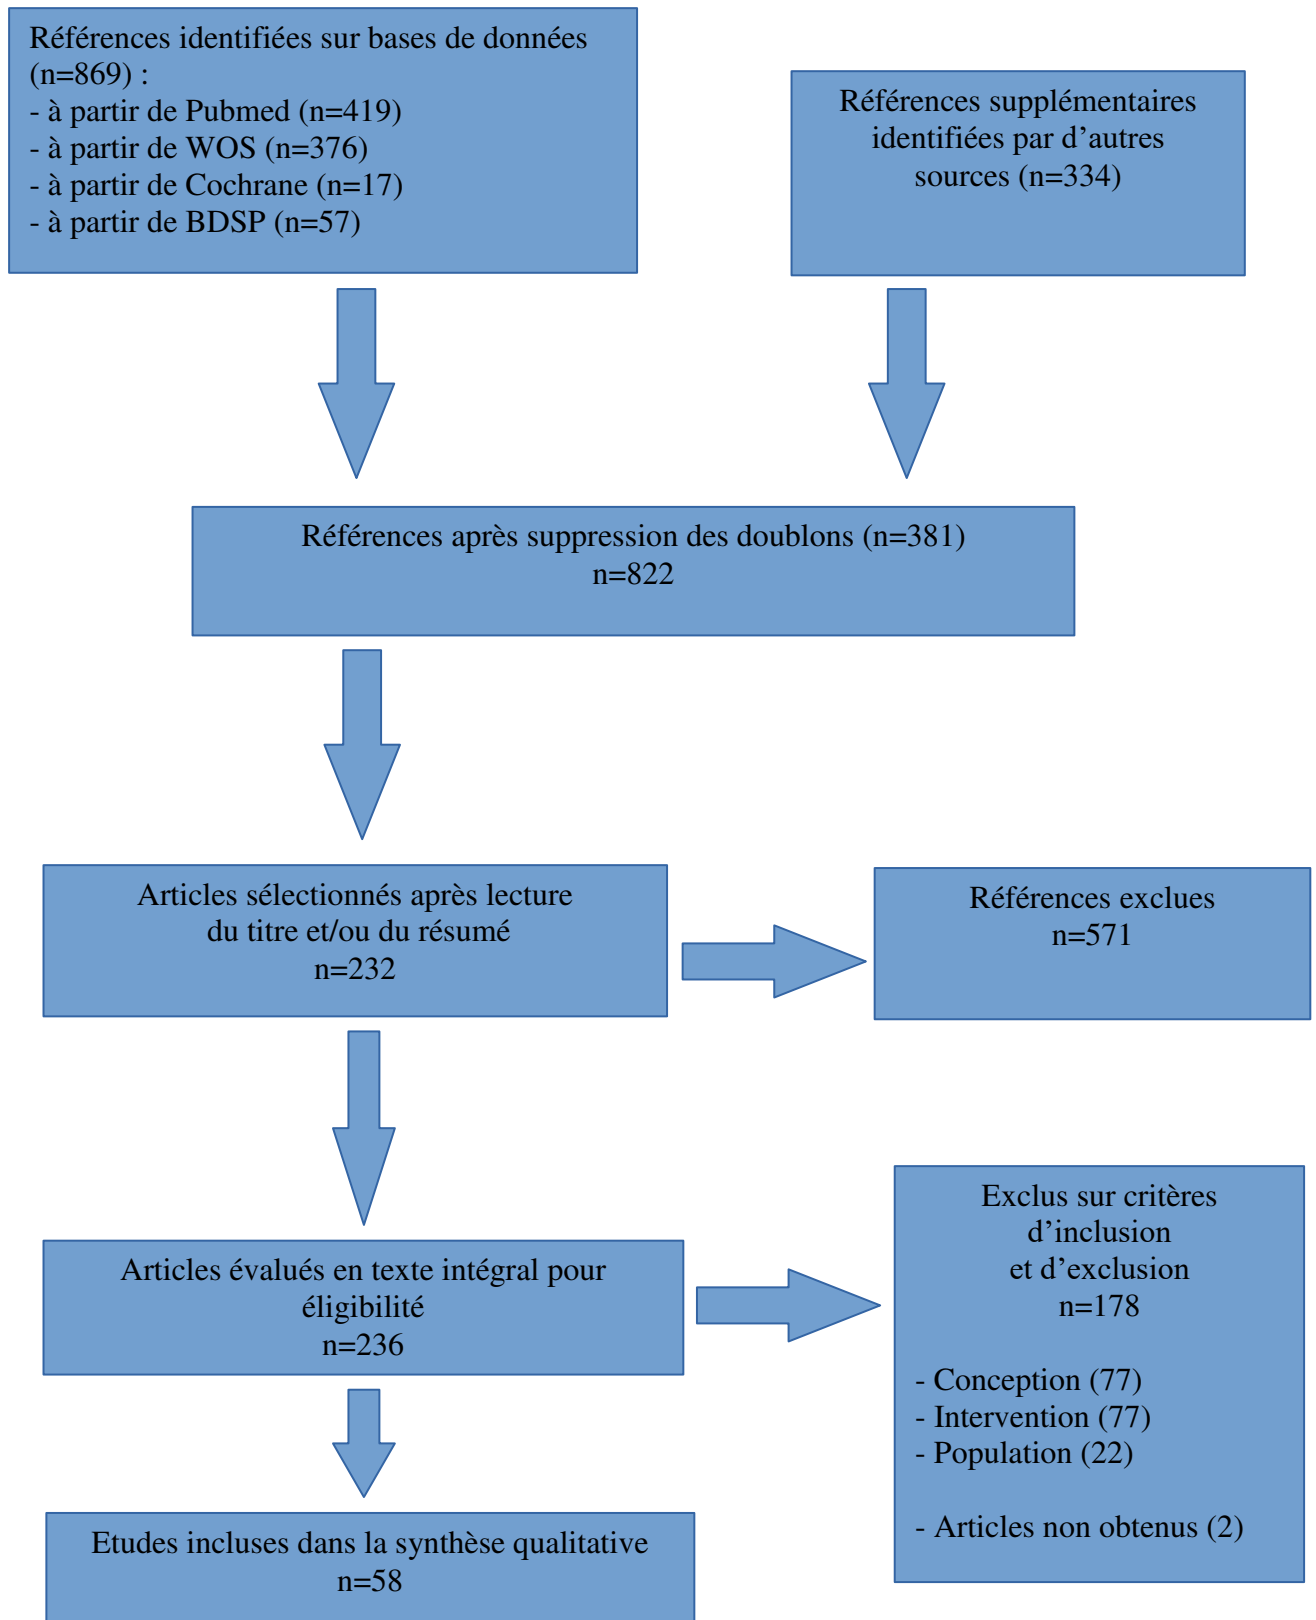 Références identifiées sur bases de données
(n=869) :
- à partir de Pubmed (n=419)
- à partir de WOS (n=376)
- à partir de Cochrane (n=17)
- à partir de BDSP (n=57)
Références supplémentaires
identifiées par d’autres
sources (n=334)
Références après suppression des doublons (n=381)
n=822
Articles sélectionnés après lecture
du titre et/ou du résumé
n=232
Références exclues
n=571
Articles évalués en texte intégral pour
éligibilité
n=236
Exclus sur critères
d’inclusion
et d’exclusion
n=178
- Conception (77)
- Intervention (77)
- Population (22)
- Articles non obtenus (2)
Etudes incluses dans la synthèse qualitative
n=58